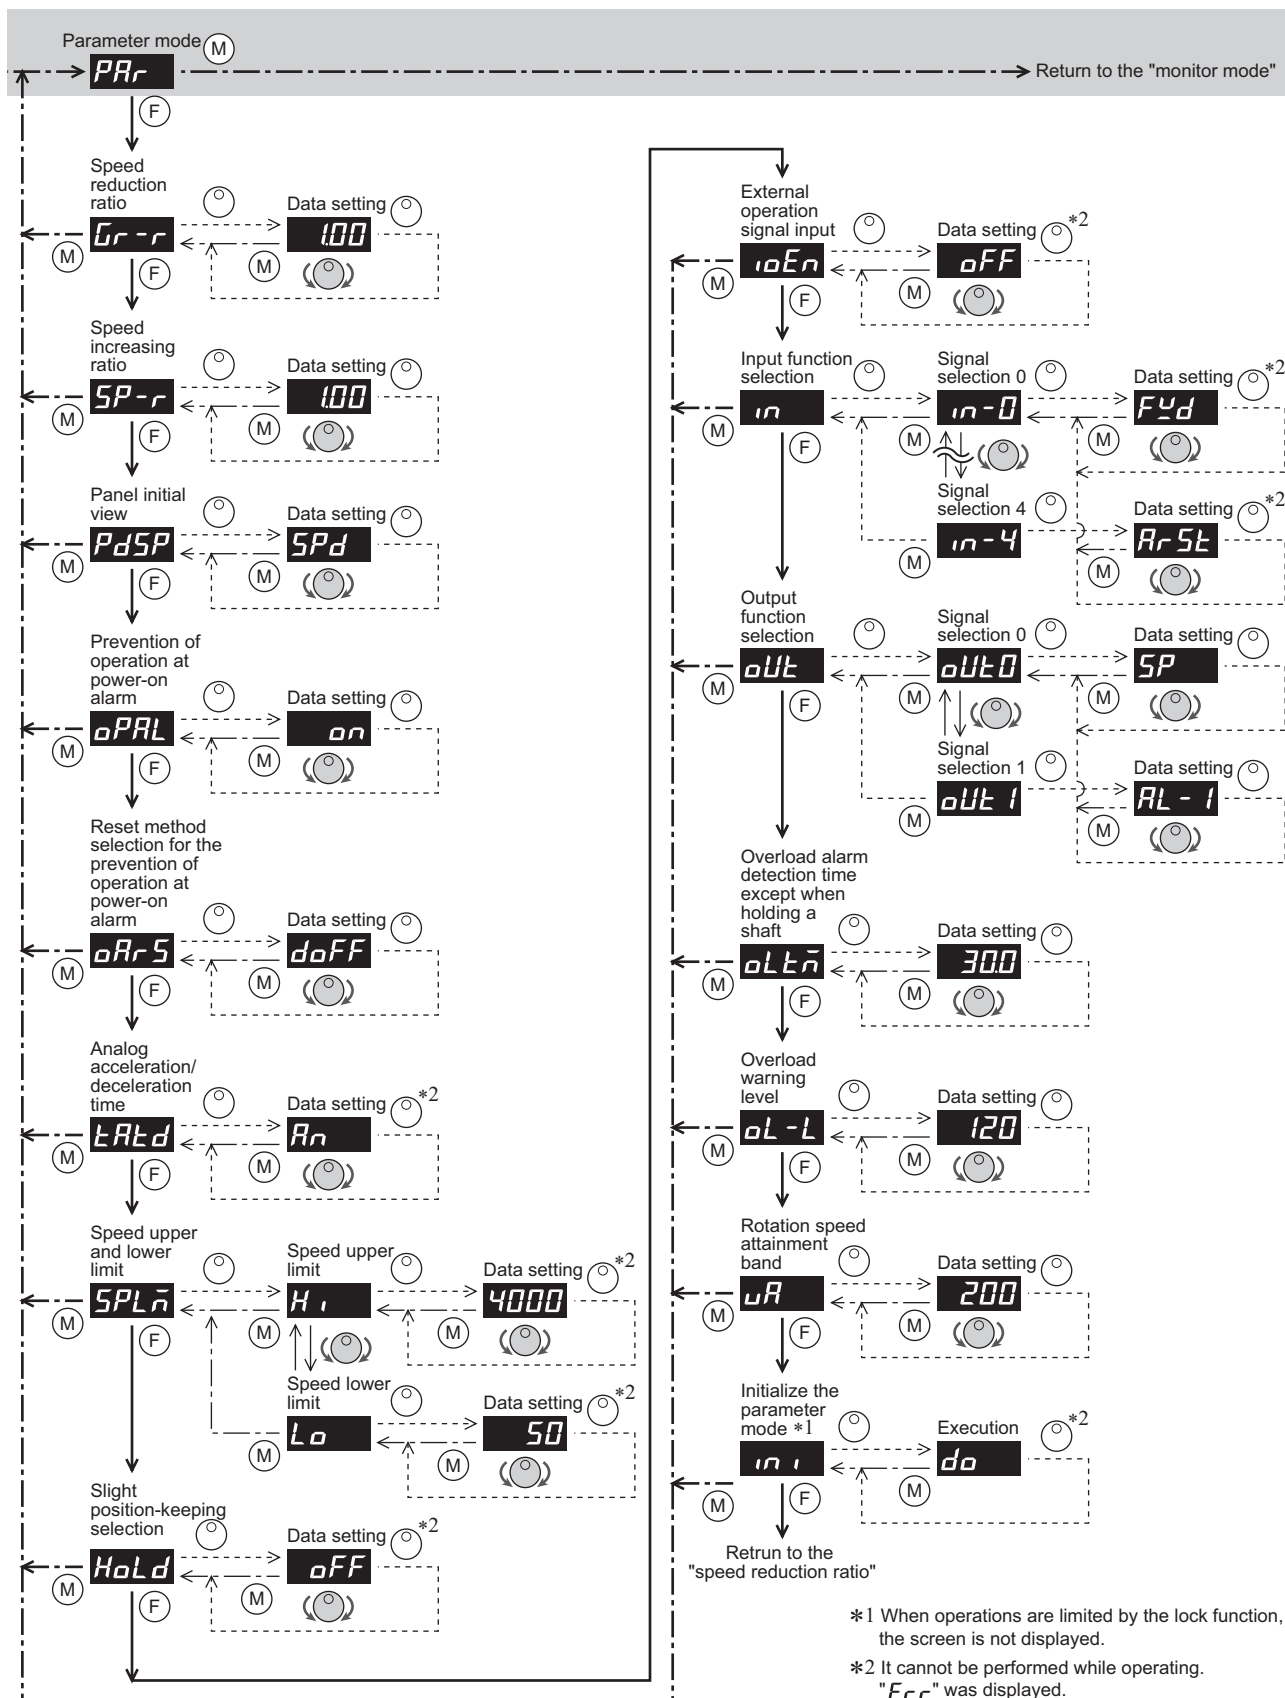 Parameter mode M
PAr
Return to the "monitor mode"
F
Speed
reduction
ratio
Data setting
Gr-r
1.00
M
F
M
Speed
increasing
ratio
Data setting
SP-r
1.00
M
F
M
Panel initial
view
Data setting
PdSP
SPd
M
F
M
Prevention of
operation at
power-on
alarm
Data setting
oPAL
on
M
F
M
Reset method
selection for the
prevention of
operation at
power-on
alarm
Data setting
oArS
doFF
M
F
M
Analog
acceleration/
deceleration
time
Data setting *2
tAtd
An
M
F
M
Speed upper
and lower
limit
Speed upper
limit
Data setting *2
SPLm
Hi
4000
M
F
M
M
Speed lower
limit
Data setting *2
Lo
50
M
M
Slight
position-keeping
selection
Data setting *2
HoLd
oFF
M
F
M
External
operation
signal input
Data setting *2
ioEn
oFF
M
F
M
Input function
selection
Signal
selection 0
Data setting *2
in
in-0
Fwd
M
F
M
M
Signal
selection 4
Data setting *2
in-4
ArSt
M
M
Output
function
selection
Signal
selection 0
Data setting
oUt
oUt0
SP
M
F
M
M
Signal
selection 1
Data setting
oUt1
AL-1
M
M
Overload alarm
detection time
except when
holding a
shaft
Data setting
oLtm
30.0
M
F
M
Overload
warning
level
Data setting
oL-L
120
M
F
M
Rotation speed
attainment
band
Data setting
uA
200
M
F
M
Initialize the
parameter
mode *1
Execution *2
ini
do
M
F
M
Retrun to the
"speed reduction ratio"
*1 When operations are limited by the lock function,
the screen is not displayed.
*2 It cannot be performed while operating.
"Err" was displayed.